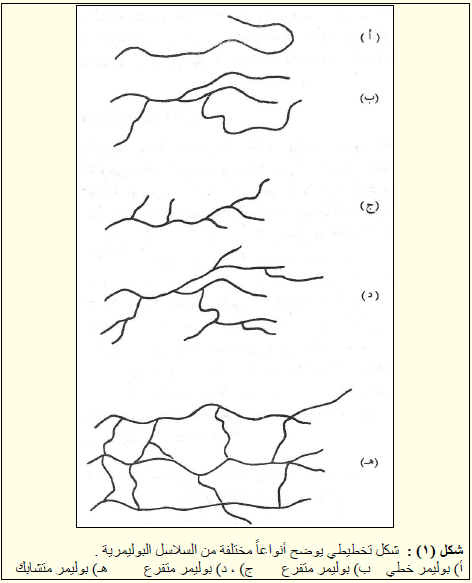 ( أ )
(ب)
(ج)
( د )
(هـ)
شكل (١) : شكل تخطيطي يوضح أنواعاً مختلفة من السلاسل البوليمرية .
أ) بوليمر خطي ب) بوليمر متفرع ج) ، د) بوليمر متفرع هـ) بوليمر متشابك